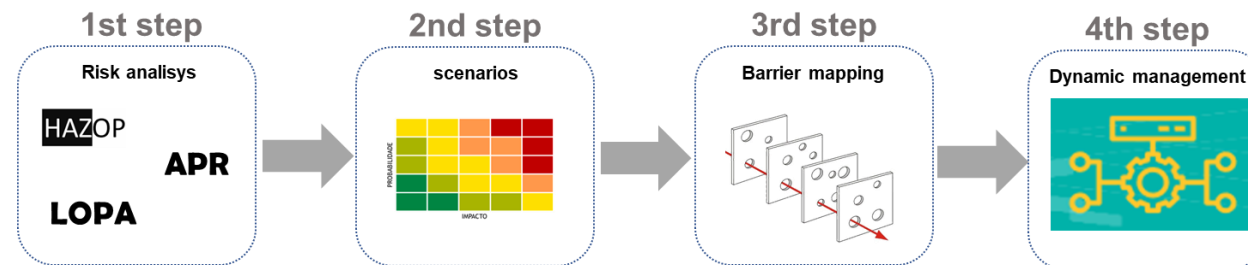 1st step
Risk analisys
HAZOP
APR
LOPA
2nd step
scenarios
PROBABILIDADE
IMPACTO
3rd step
Barrier mapping
4th step
Dynamic management